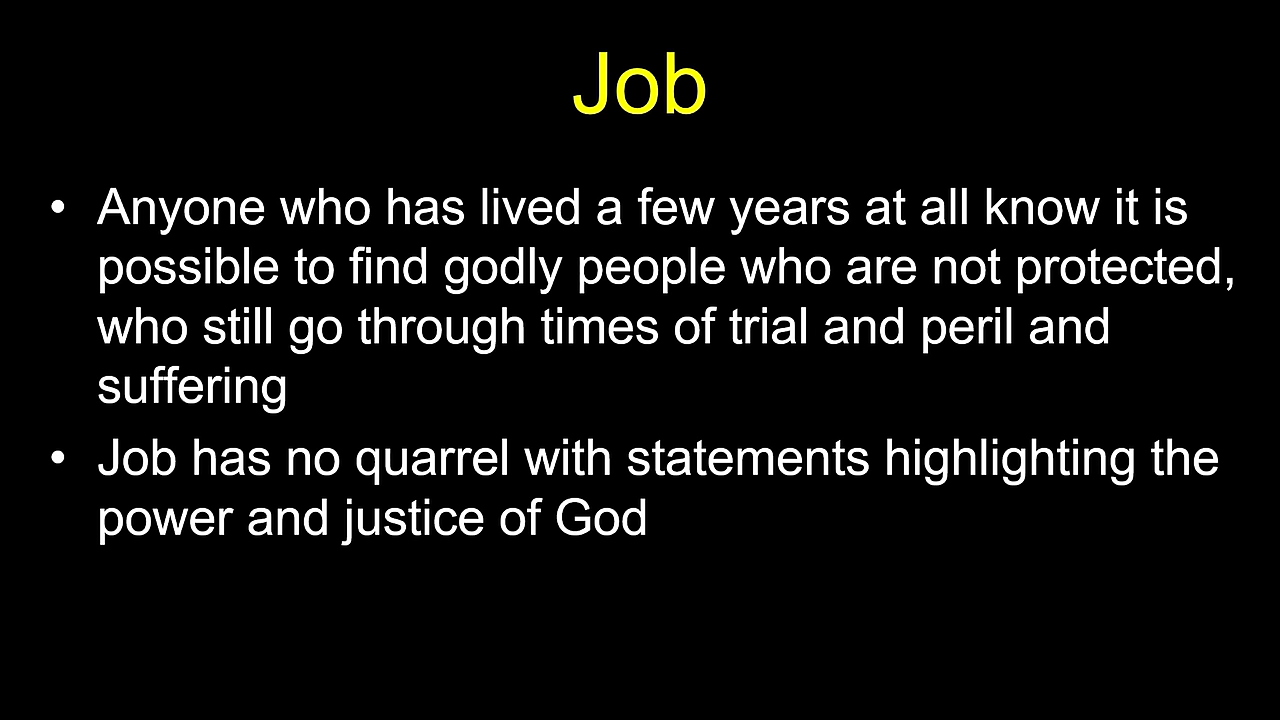 Job
• Anyone who has lived a few years at all know it is
possible to find godly people who are not protected,
who still go through times of trial and peril and
suffering
• Job has no quarrel with statements highlighting the
power and justice of God